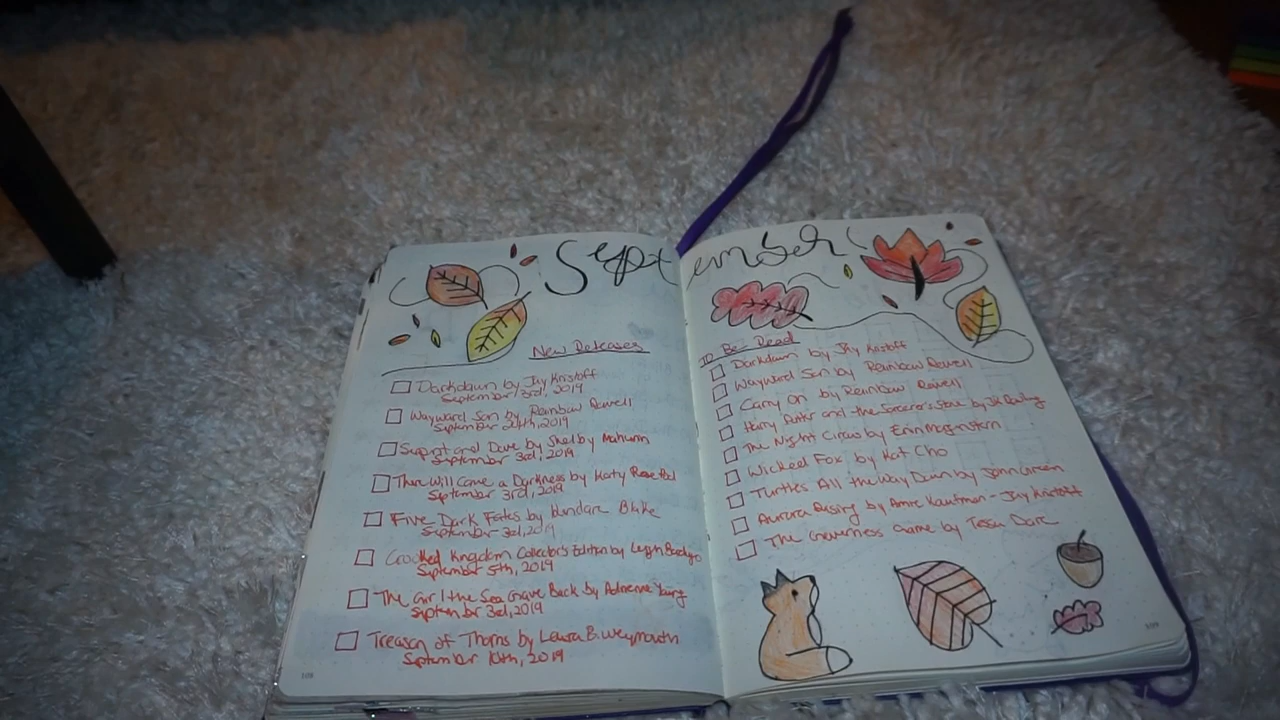 September
New Releases
Darkdawn by Jay Kristoff
September 3rd, 2019
Wayward Son by Rainbow Rowell
September 24th, 2019
Serpent and Dove by Shelby Mahurin
September 3rd, 2019
There Will Come a Darkness by Katy Rose Pool
September 3rd, 2019
Five Dark Fates by Kendare Blake
September 3rd, 2019
Crooked Kingdom Collector's Edition by Leigh Bardugo
September 5th, 2019
The Girl the Sea Gave Back by Adrienne Young
September 3rd, 2019
Treason of Thorns by Laura E. Weymouth
September 10th, 2019
To Be Read
Darkdawn by Jay Kristoff
Wayward Son by Rainbow Rowell
Carry On by Rainbow Rowell
Harry Potter and the Sorcerer's Stone by J.K Rowling
The Night Circus by Erin Morgenstern
Wicked Fox by Kat Cho
Turtles All the Way Down by John Green
Aurora Rising by Amie Kaufman - Jay Kristoff
The Governess Game by Tessa Dare